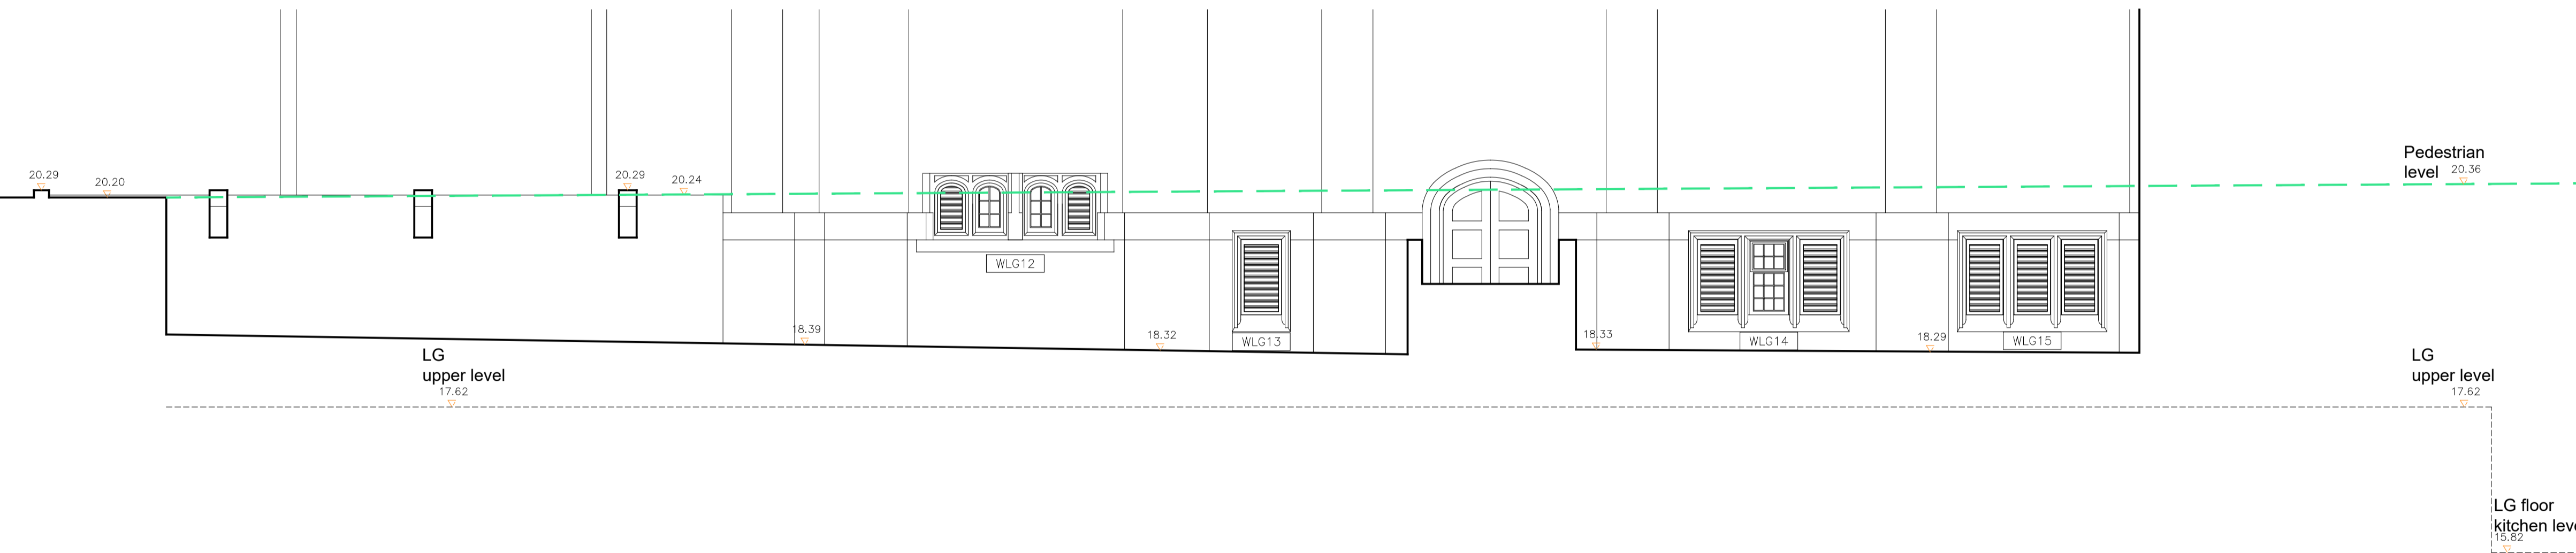 Pedestrian
level 20.36
20.29
20.20
20.29
20.24
WLG12
18.39
18.32
WLG13
18.33
WLG14
18.29
WLG15
LG
upper level
17.62
LG
upper level
17.62
LG floor
kitchen
15.82